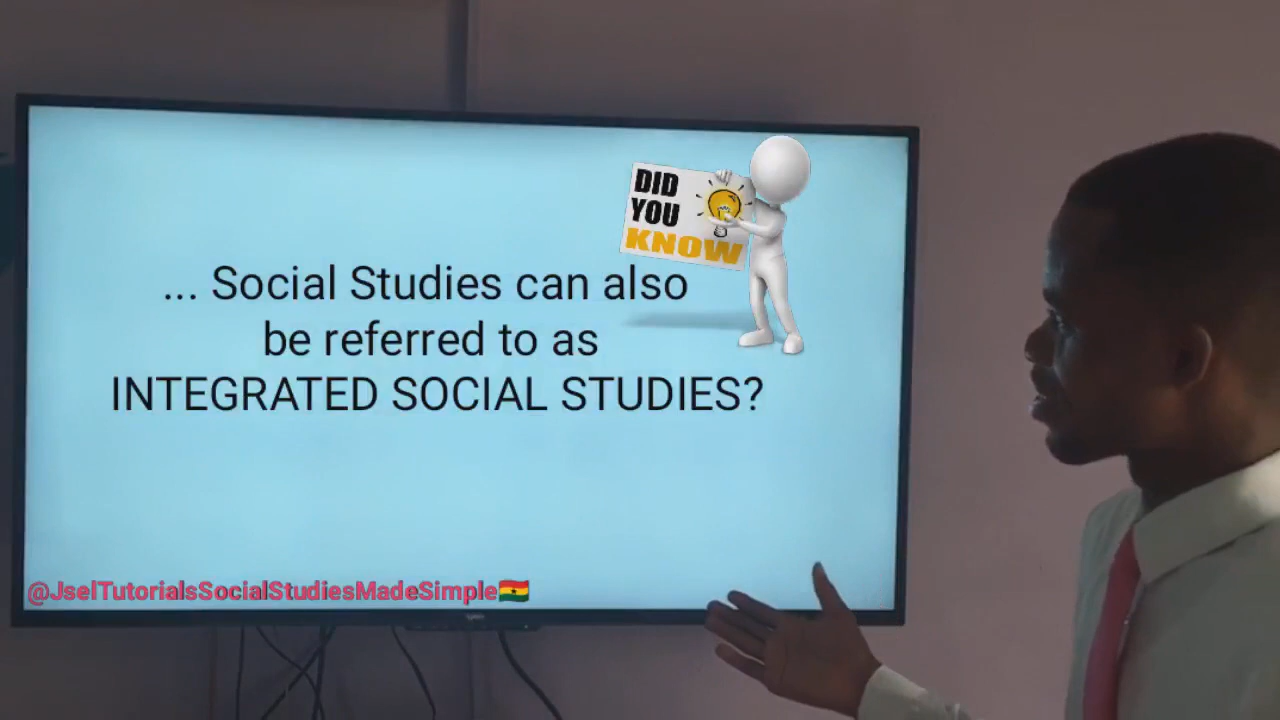 DID
YOU
KNOW
... Social Studies can also
be referred to as
INTEGRATED SOCIAL STUDIES?
@JselTutorialsSocialStudiesMadeSimple🇬🇭